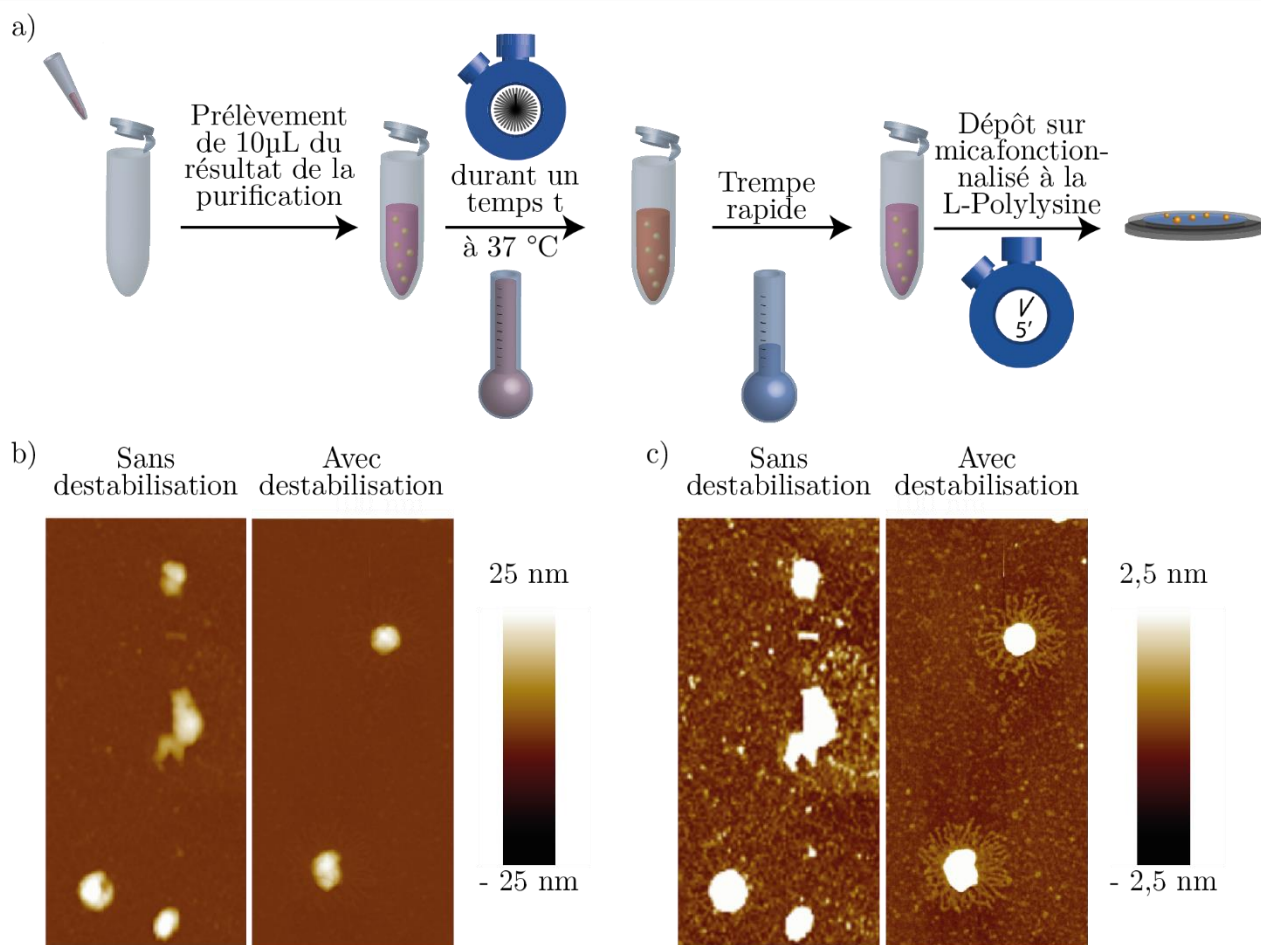 a)
Prélèvement
de 10µL du
résultat de la
purification
durant un
temps t
à 37 °C
Trempe
rapide
Dépôt sur
micafonction-
nalisé à la
L-Polylysine
5'
b)
Sans
destabilisation
Avec
destabilisation
25 nm
- 25 nm
c)
Sans
destabilisation
Avec
destabilisation
2,5 nm
- 2,5 nm